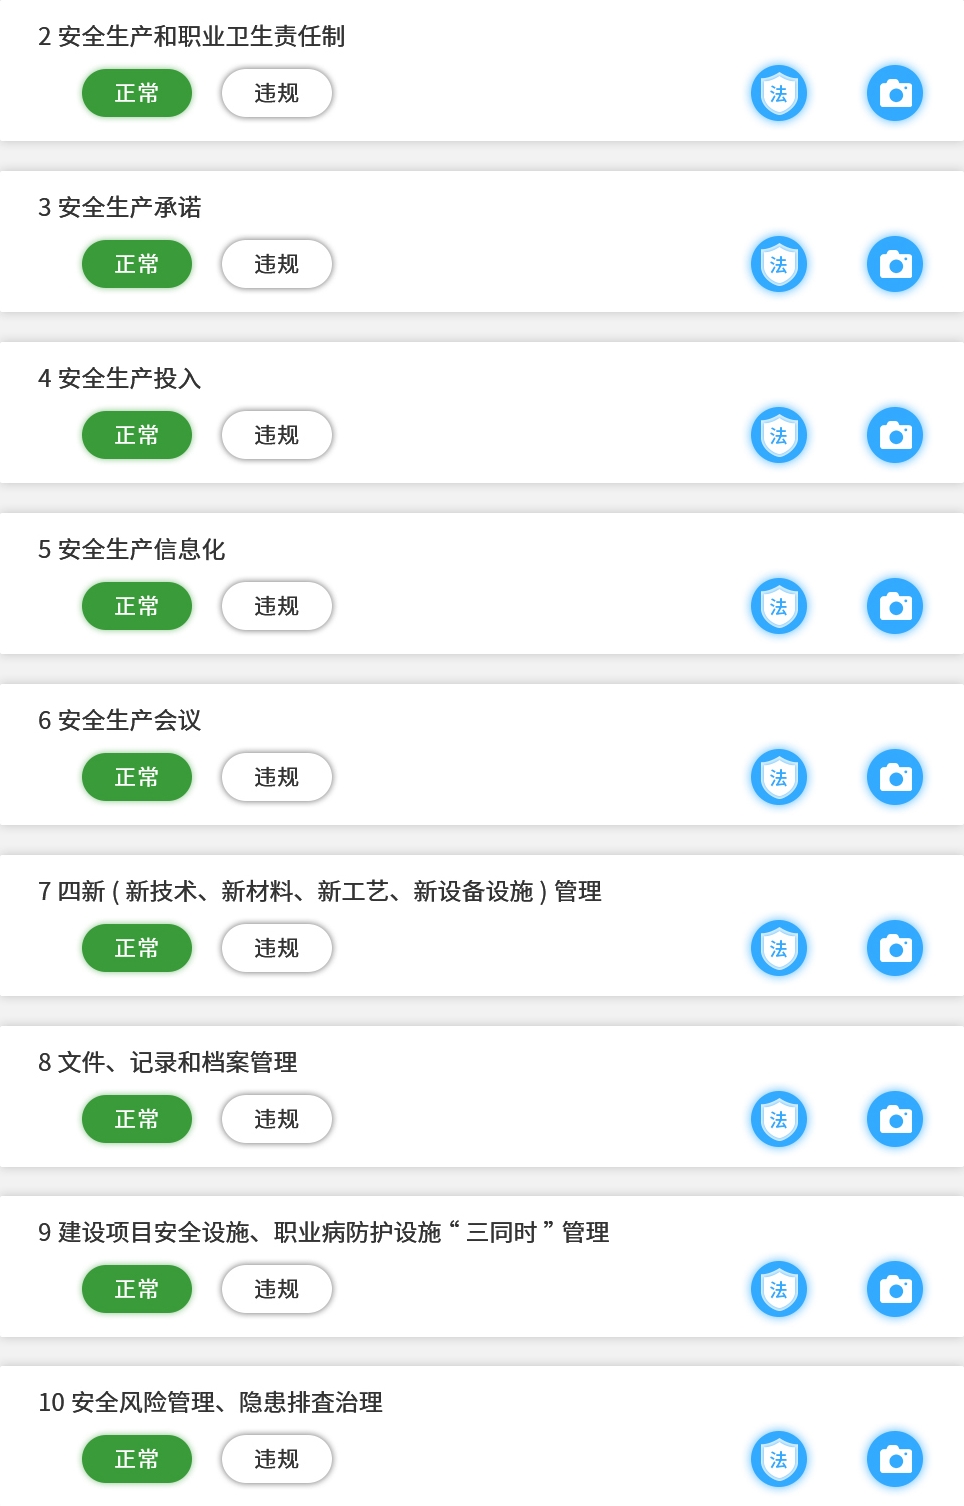 2 安全生产和职业卫生责任制
正常 违规 法
3 安全生产承诺
正常 违规 法
4 安全生产投入
正常 违规 法
5 安全生产信息化
正常 违规 法
6 安全生产会议
正常 违规 法
7 四新 ( 新技术、新材料、新工艺、新设备设施 ) 管理
正常 违规 法
8 文件、记录和档案管理
正常 违规 法
9 建设项目安全设施、职业病防护设施 “ 三同时 ” 管理
正常 违规 法
10 安全风险管理、隐患排查治理
正常 违规 法